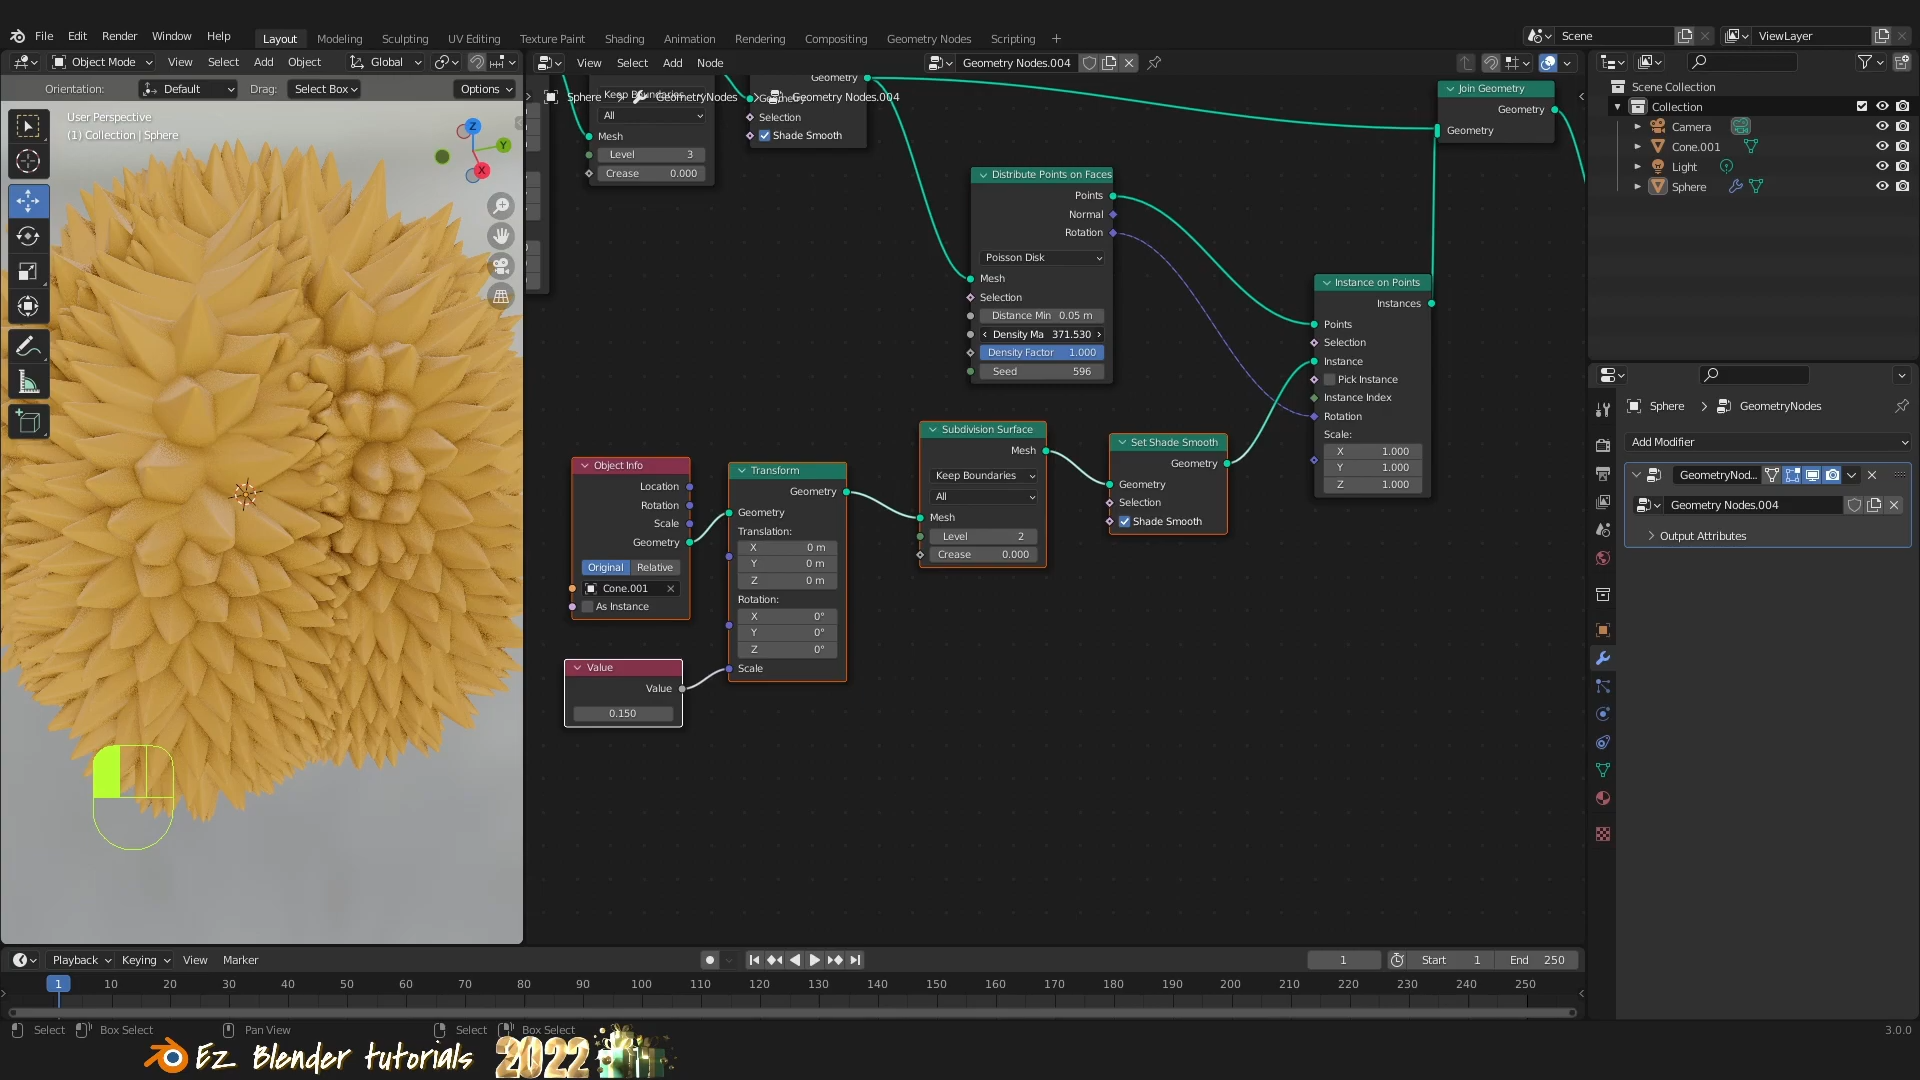 File Edit Render Window Help Layout Modeling Sculpting UV Editing Texture Paint Shading Animation Rendering Compositing Geometry Nodes Scripting + Scene ViewLayer
Object Mode View Select Add Object Global View Select Add Node Geometry Nodes.004
Orientation: Default Drag: Select Box Options
Sphere > GeometryNodes > Geometry Nodes.004
User Perspective
(1) Collection | Sphere
Z
Y
X
Keep Boundaries
All
Mesh
Level 3
Crease 0.000
Geometry
Selection
Shade Smooth
Distribute Points on Faces
Points
Normal
Rotation
Poisson Disk
Mesh
Selection
Distance Min 0.05 m
Density Ma 371.530
Density Factor 1.000
Seed 596
Join Geometry
Geometry
Geometry
Instance on Points
Instances
Points
Selection
Instance
Pick Instance
Instance Index
Rotation
Scale:
X 1.000
Y 1.000
Z 1.000
Object Info
Location
Rotation
Scale
Geometry
Original Relative
Cone.001
As Instance
Value
Value
0.150
Transform
Geometry
Geometry
Translation:
X 0 m
Y 0 m
Z 0 m
Rotation:
X 0°
Y 0°
Z 0°
Scale
Subdivision Surface
Mesh
Keep Boundaries
All
Mesh
Level 2
Crease 0.000
Set Shade Smooth
Geometry
Geometry
Selection
Shade Smooth
Scene Collection
Collection
Camera
Cone.001
Light
Sphere
Sphere > GeometryNodes
Add Modifier
GeometryNod...
Geometry Nodes.004
Output Attributes
Playback Keying View Marker 1 Start 1 End 250
1 10 20 30 40 50 60 70 80 90 100 110 120 130 140 150 160 170 180 190 200 210 220 230 240 250
Select Box Select Pan View Select Box Select 3.0.0
Ez Blender tutorials 2022